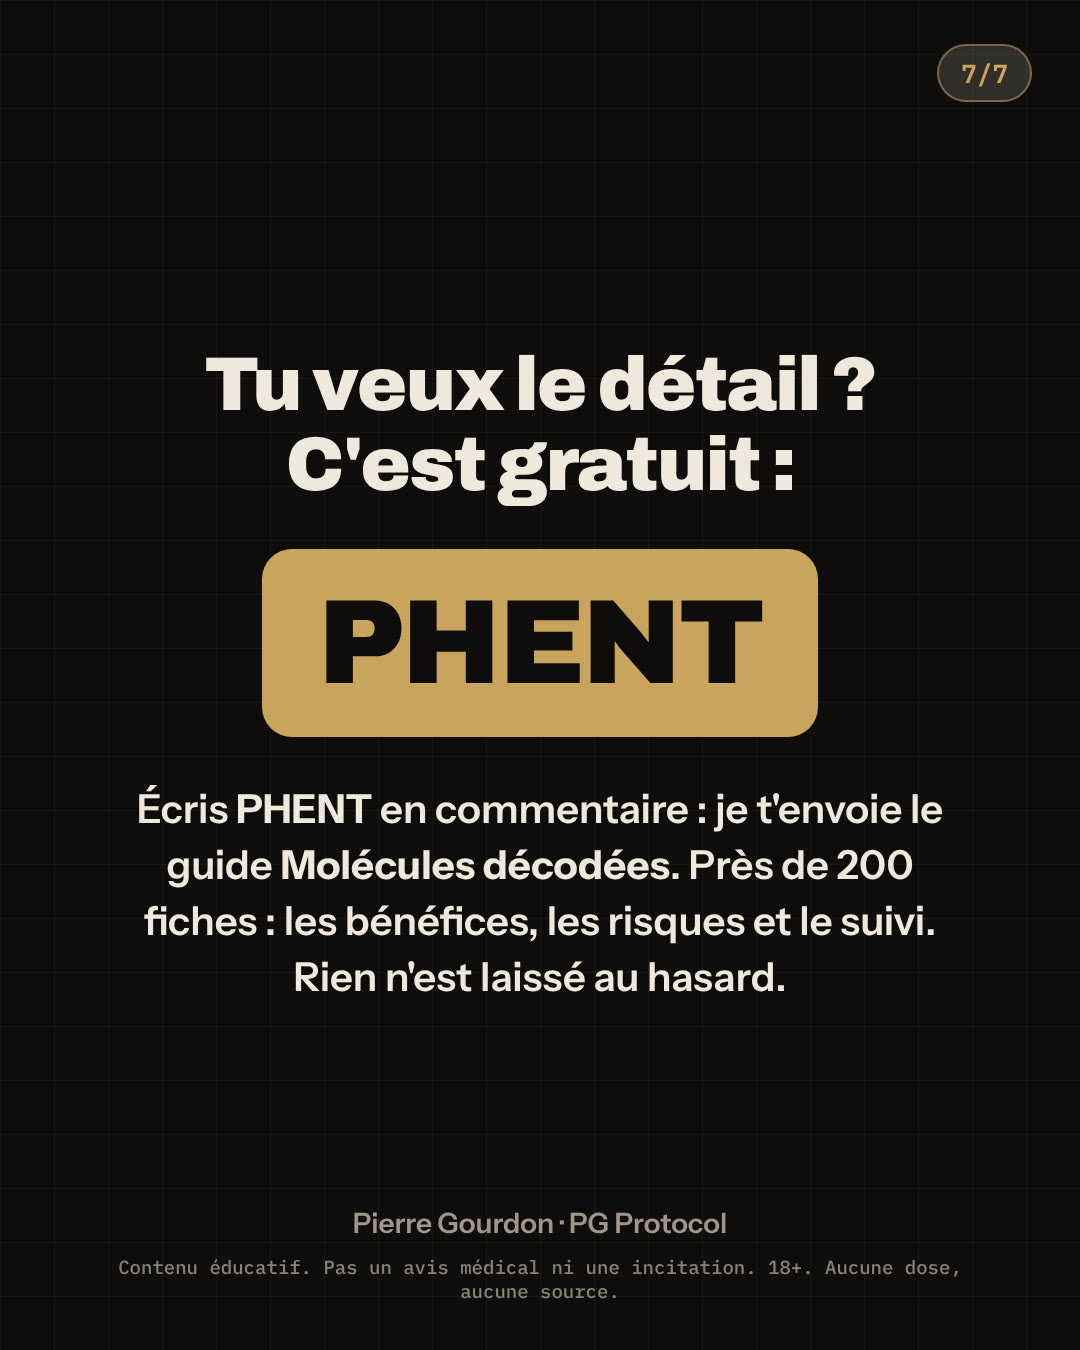 7/7
Tu veux le détail ?
C'est gratuit :
PHENT
Écris PHENT en commentaire : je t'envoie le
guide Molécules décodées. Près de 200
fiches : les bénéfices, les risques et le suivi.
Rien n'est laissé au hasard.
Pierre Gourdon · PG Protocol
Contenu éducatif. Pas un avis médical ni une incitation. 18+. Aucune dose,
aucune source.